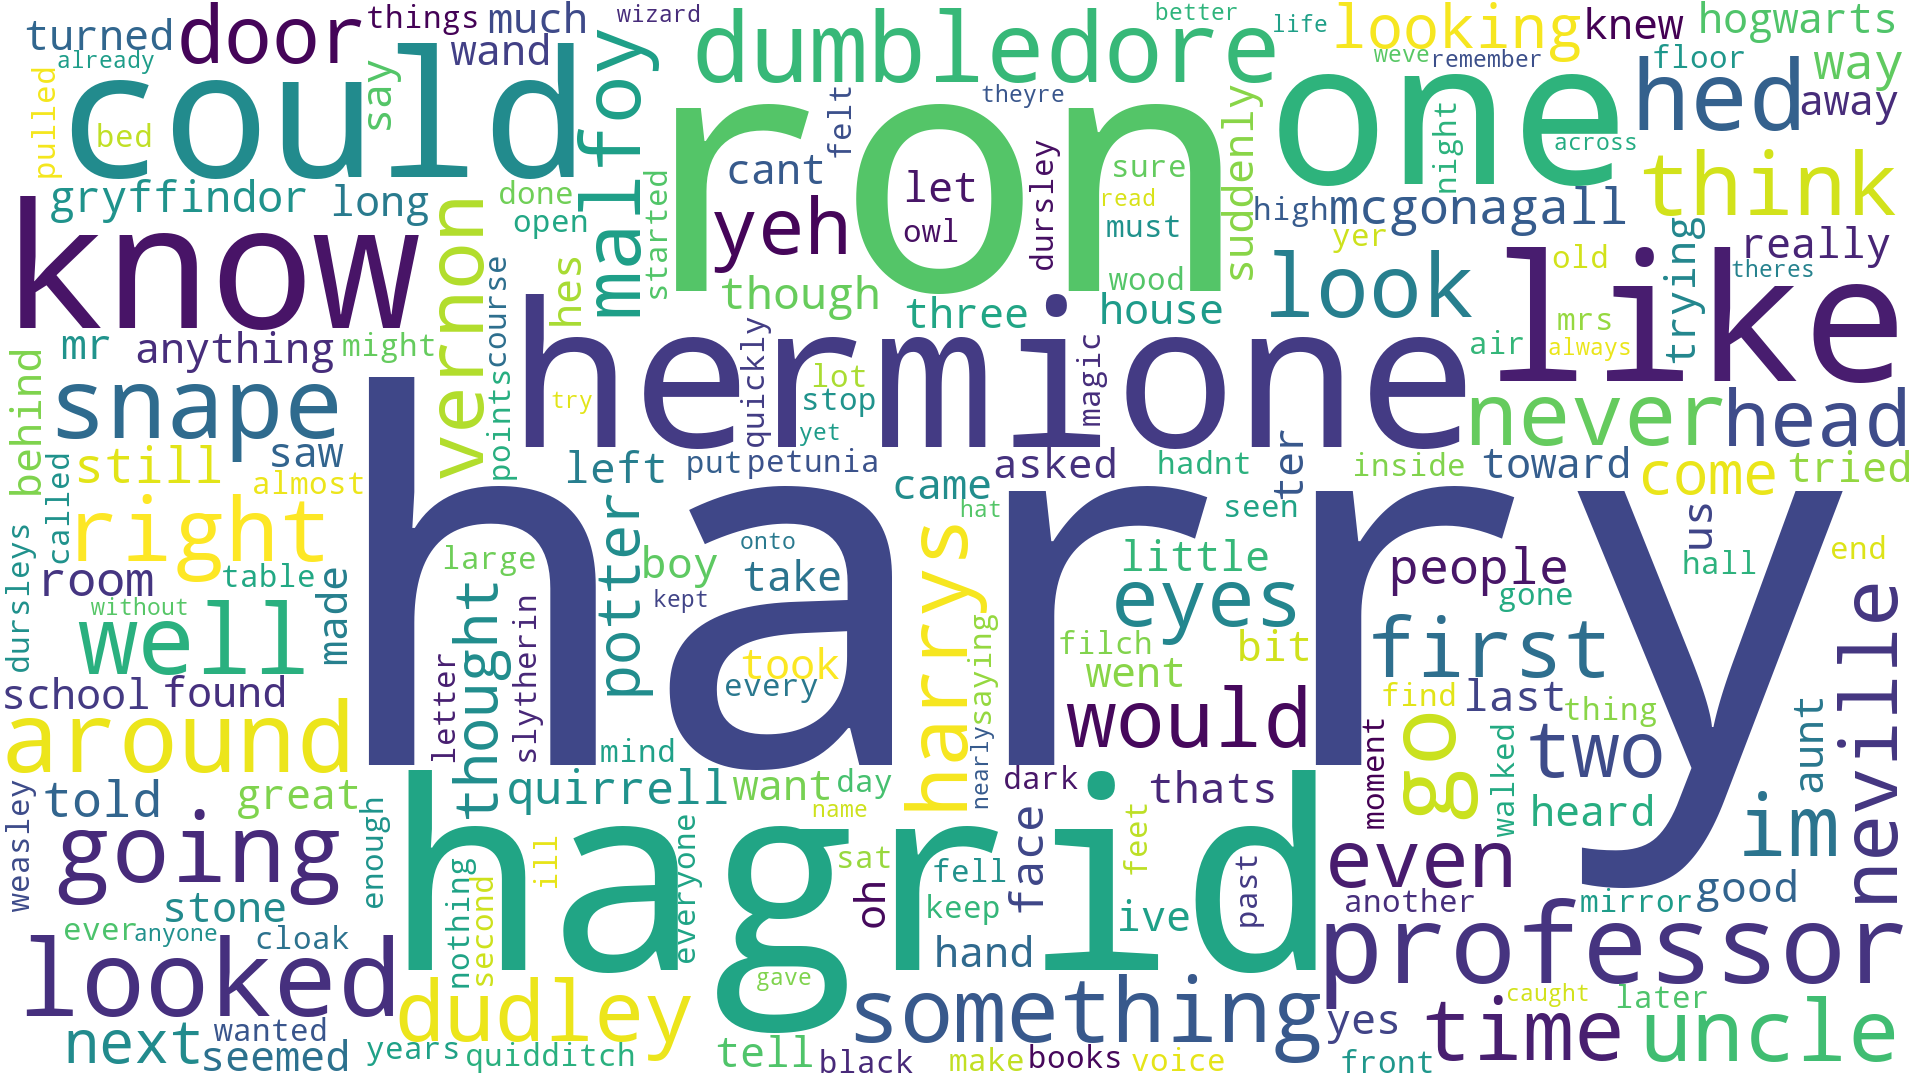 turned
door
things
much
wizard
dumbledore
better
life
looking
knew
hogwarts
already
could
wand
malfoy
ron
theyre
one
weve
remember
floor
way
pulled
bed
say
felt
suddenly
night
across
hed
away
gryffindor
long
done
open
started
cant
yeh
let
owl
dursley
sure
read
must
high
mcgonagall
think
know
vernon
course
hes
though
three
wood
house
look
yer
like
old
trying
really
theres
mr
anything
might
hermione
quickly
lot
stop
try
yet
magic
air
mrs
always
behind
snape
points
never
head
saw
still
almost
called
left
put
petunia
asked
hadnt
ter
inside
toward
come
tried
right
potter
came
hat
seen
us
harry
harrys
dursleys
room
table
without
made
well
large
thought
slytherin
letter
boy
onto
take
kept
took
every
little
eyes
filch
went
bit
people
gone
hall
end
first
neville
school
found
around
mind
nearly
saying
would
find
last
thing
go
two
aunt
told
great
quirrell
want
day
name
dark
thats
moment
walked
heard
im
weasley
going
enough
hagrid
nothing
second
ill
everyone
sat
oh
fell
keep
face
feet
ive
past
even
another
mirror
good
stone
ever
anyone
cloak
looked
hand
professor
dudley
gave
something
caught
later
next
wanted
seemed
years
quidditch
tell
black
make
books
voice
yes
front
time
uncle